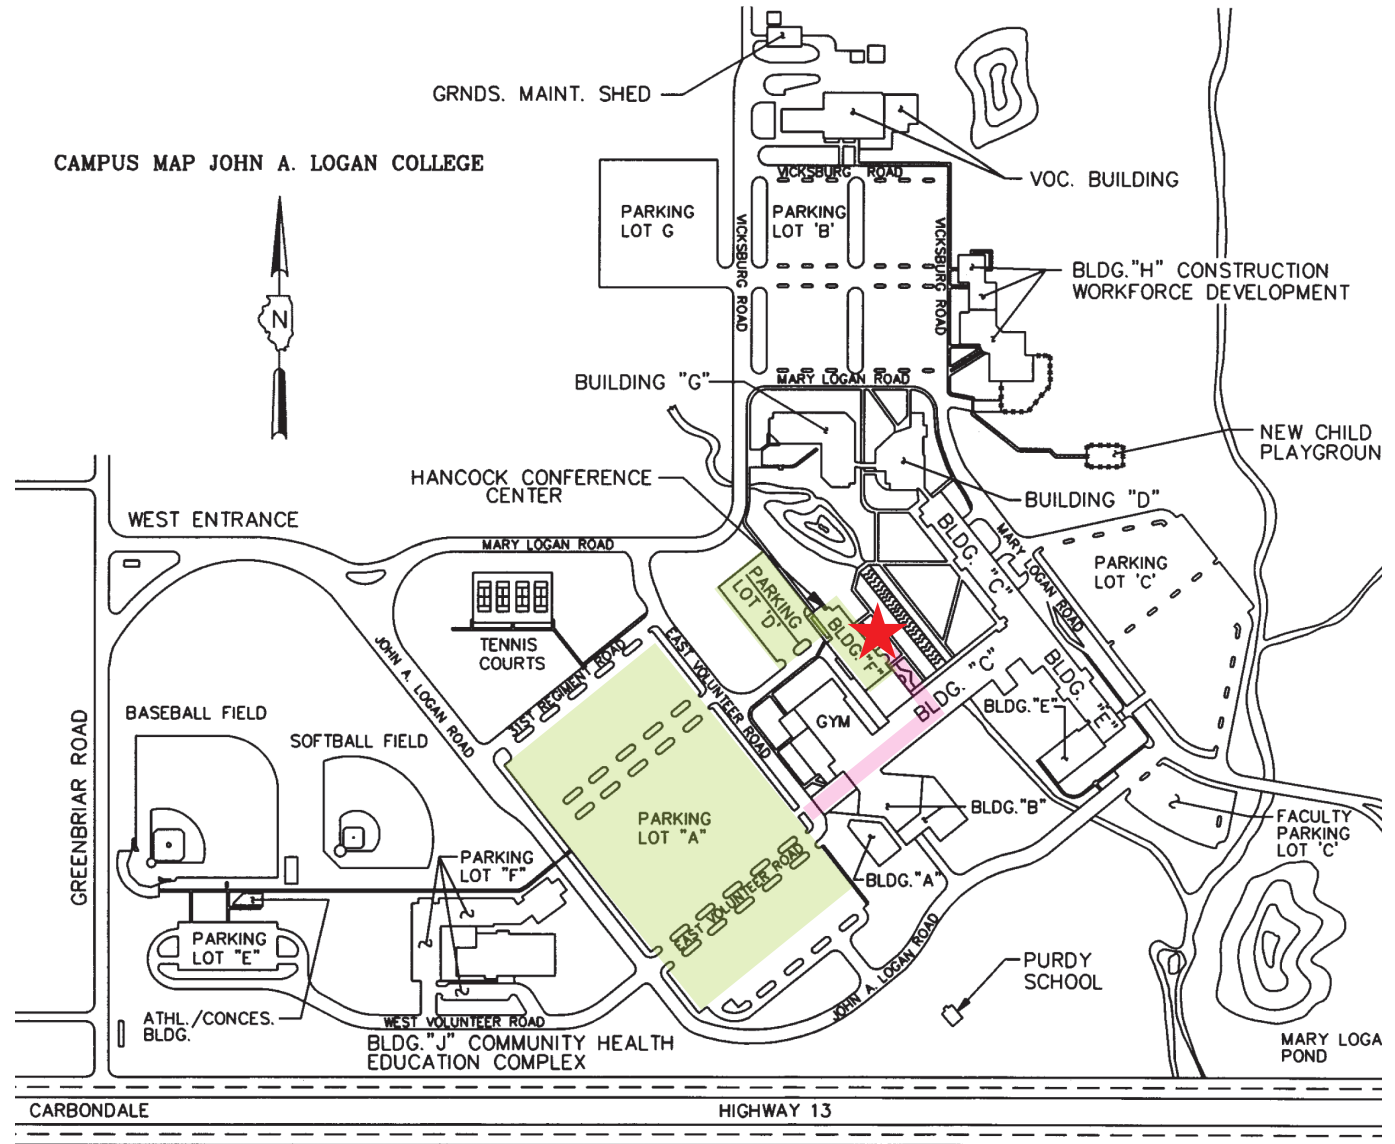 GRNDS. MAINT. SHED
CAMPUS MAP JOHN A. LOGAN COLLEGE
N
VICKSBURG ROAD
VOC. BUILDING
PARKING
LOT G
PARKING
LOT 'B'
VICKSBURG ROAD
VICKSBURG ROAD
BLDG."H" CONSTRUCTION
WORKFORCE DEVELOPMENT
MARY LOGAN ROAD
BUILDING "G"
NEW CHILD
PLAYGROUN
HANCOCK CONFERENCE
CENTER
BUILDING "D"
WEST ENTRANCE
MARY LOGAN ROAD
BLDG. "C"
MARY LOGAN ROAD
PARKING
LOT 'C'
PARKING
LOT 'D'
BLDG. "F"
TENNIS
COURTS
JOHN A. LOGAN ROAD
31ST REGIMENT ROAD
EAST VOLUNTEER ROAD
BLDG. "C"
BLDG. "E"
BLDG."E"
GYM
GREENBRIAR ROAD
BASEBALL FIELD
SOFTBALL FIELD
PARKING
LOT "A"
BLDG."B"
FACULTY
PARKING
LOT 'C'
PARKING
LOT "F"
BLDG."A"
EAST VOLUNTEER ROAD
PARKING
LOT "E"
JOHN A. LOGAN ROAD
PURDY
SCHOOL
ATHL./CONCES.
BLDG.
WEST VOLUNTEER ROAD
BLDG."J" COMMUNITY HEALTH
EDUCATION COMPLEX
MARY LOGA
POND
CARBONDALE
HIGHWAY 13